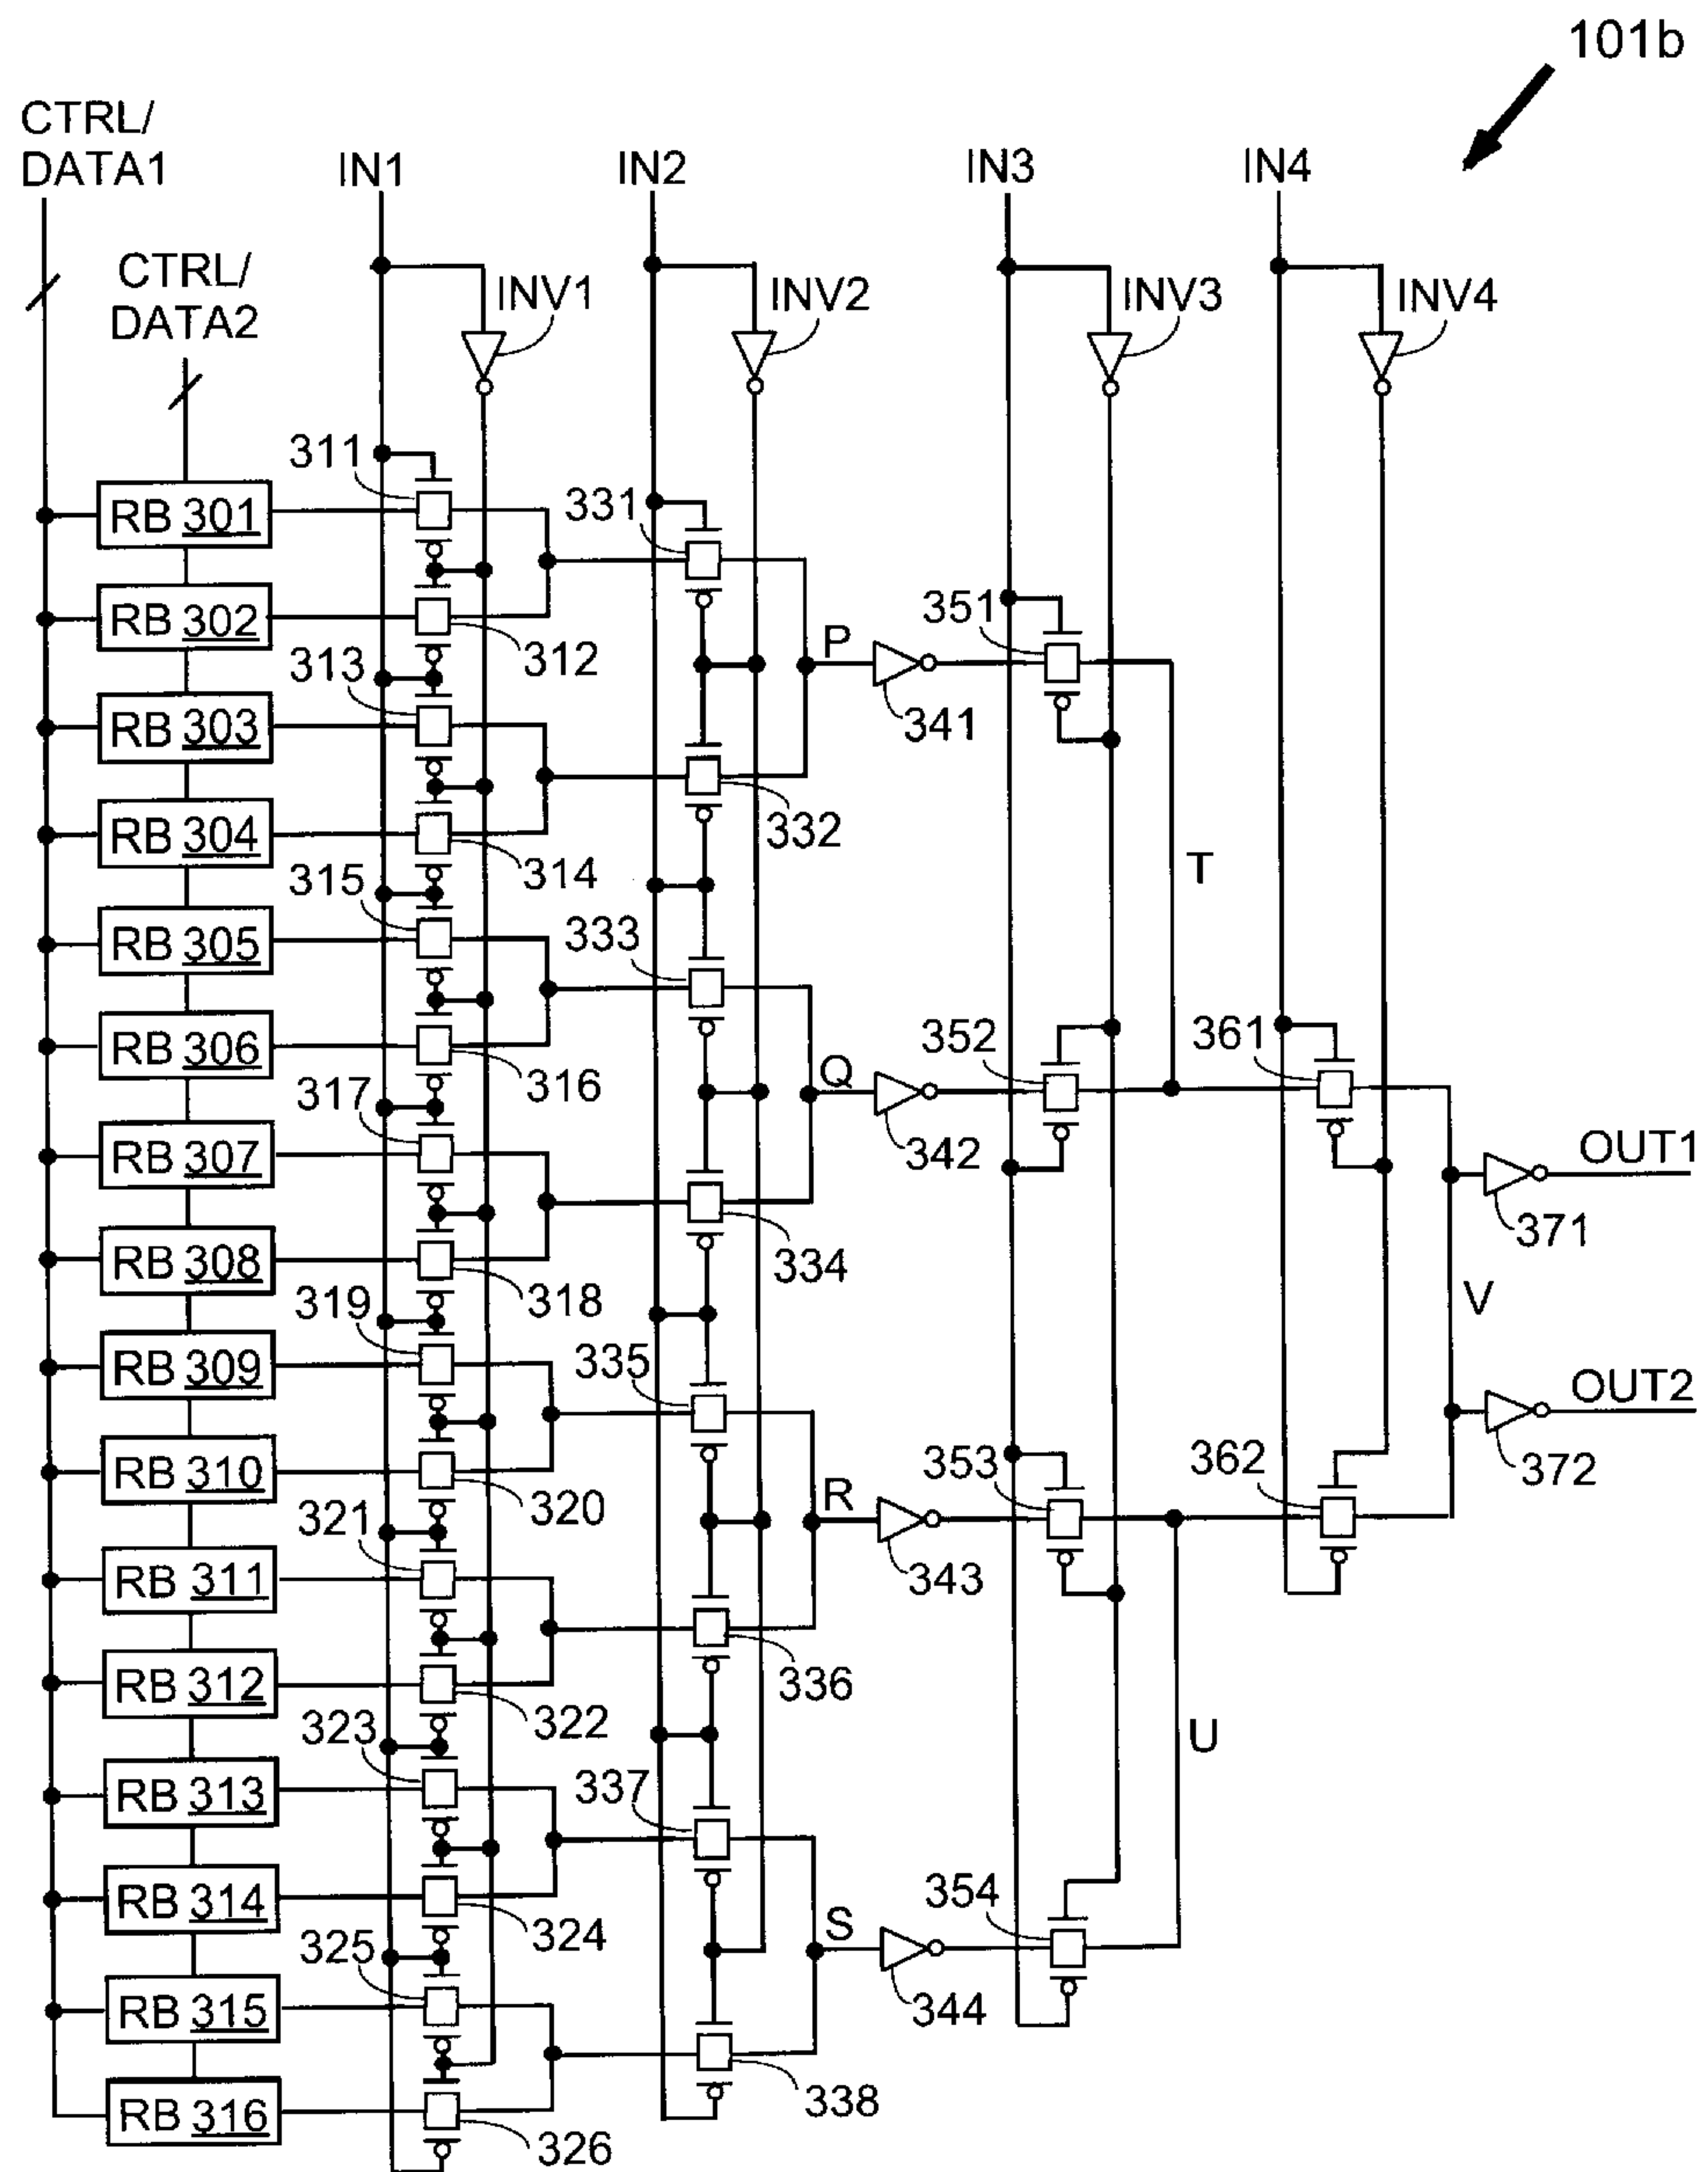 101b
CTRL/
DATA1
IN1
IN2
IN3
IN4
CTRL/
DATA2
INV1
INV2
INV3
INV4
311
331
RB 301
351
RB 302
312
P
313
341
RB 303
332
RB 304
314
T
315
333
RB 305
352
361
RB 306
316
Q
317
342
OUT1
RB 307
371
334
RB 308
318
V
319
335
OUT2
RB 309
353
362
372
RB 310
320
R
321
343
RB 311
336
RB 312
322
U
323
337
RB 313
354
RB 314
324
S
325
344
RB 315
338
RB 316
326